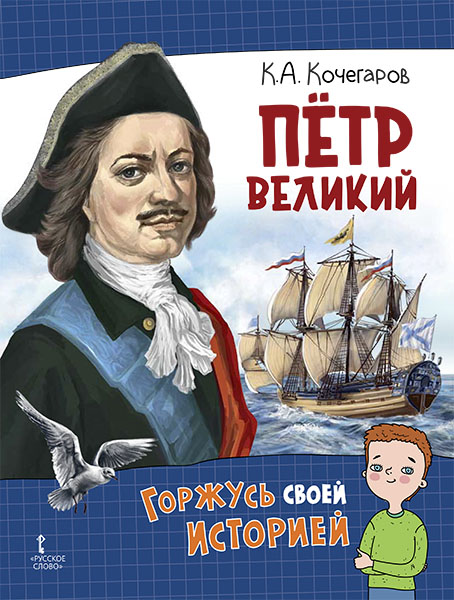 К.А. Кочегаров
ПЁТР
ВЕЛИКИЙ
Горжусь своей
историей
«РУССКОЕ
СЛОВО»